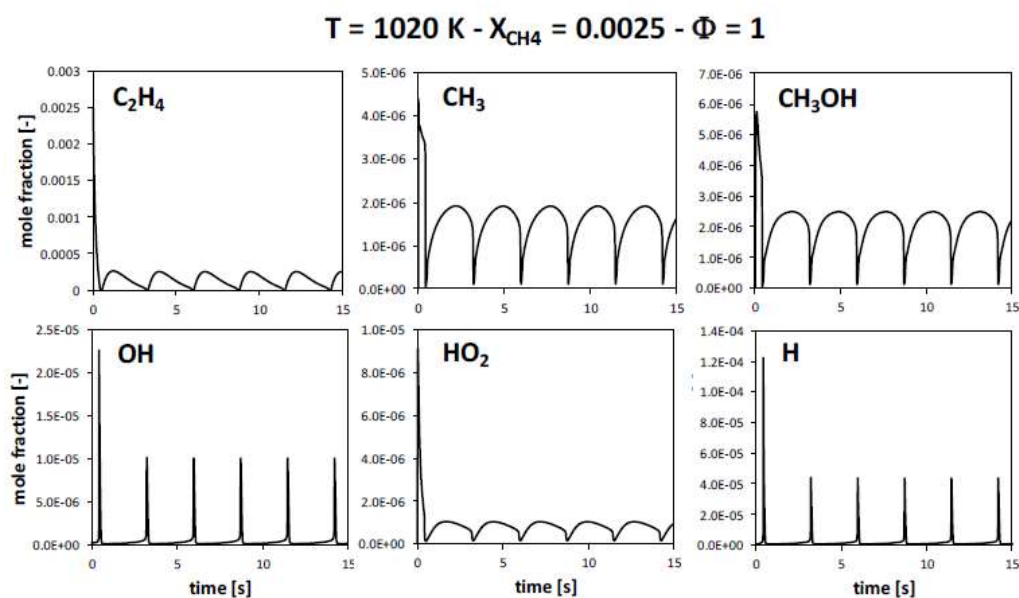 T = 1020 K - X_CH4 = 0.0025 - Φ = 1
C2H4
mole fraction [-]
0.003
0.0025
0.002
0.0015
0.001
0.0005
0
0 5 10 15
CH3
5.0E-06
4.0E-06
3.0E-06
2.0E-06
1.0E-06
0.0E+00
0 5 10 15
CH3OH
7.0E-06
6.0E-06
5.0E-06
4.0E-06
3.0E-06
2.0E-06
1.0E-06
0.0E+00
0 5 10 15
OH
mole fraction [-]
2.5E-05
2.0E-05
1.5E-05
1.0E-05
5.0E-06
0.0E+00
0 5 10 15
time [s]
HO2
1.0E-05
8.0E-06
6.0E-06
4.0E-06
2.0E-06
0.0E+00
0 5 10 15
time [s]
H
1.4E-04
1.2E-04
1.0E-04
8.0E-05
6.0E-05
4.0E-05
2.0E-05
0.0E+00
0 5 10 15
time [s]